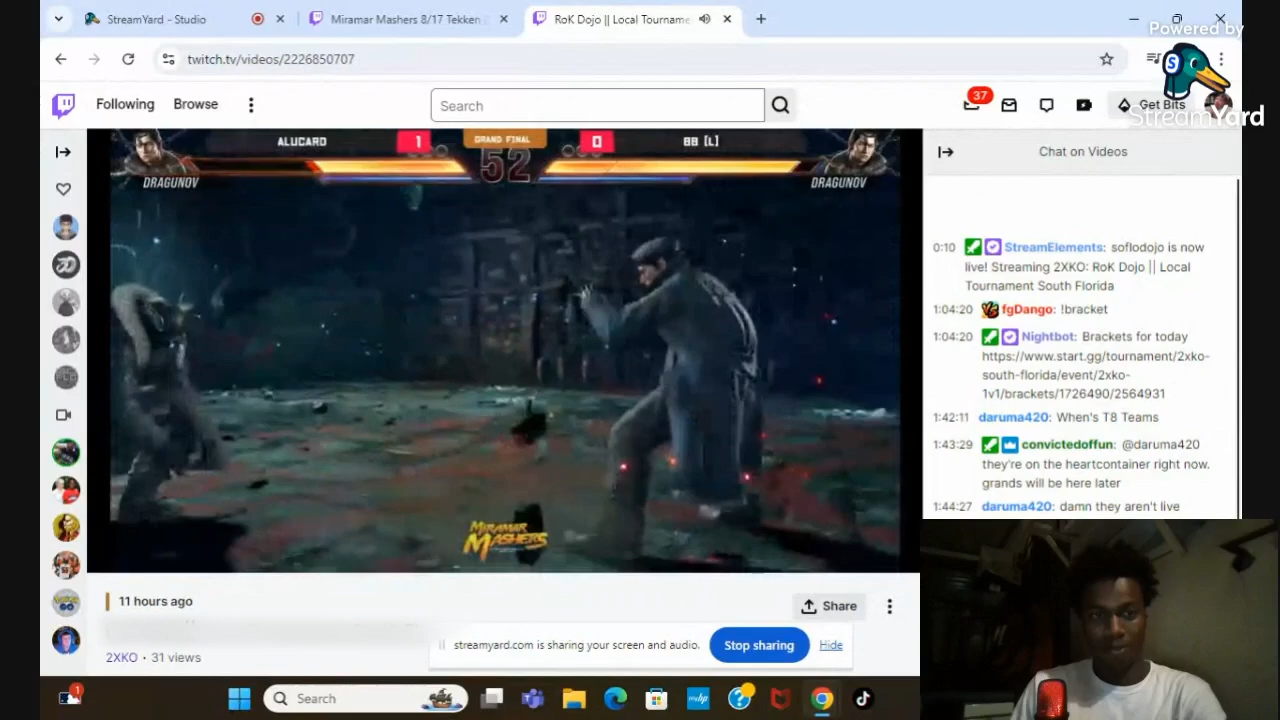 StreamYard - Studio
Miramar Mashers 8/17 Tekken
RoK Dojo || Local Tourname
Powered by
StreamYard
twitch.tv/videos/2226850707
Following
Browse
Search
37
Get Bits
ALUCARD
1
GRAND FINAL
0
BB [L]
52
DRAGUNOV
DRAGUNOV
MIRAMAR
MASHERS
Chat on Videos
0:10 StreamElements: soflodojo is now
live! Streaming 2XKO: RoK Dojo || Local
Tournament South Florida
1:04:20 fgDango: !bracket
1:04:20 Nightbot: Brackets for today
https://www.start.gg/tournament/2xko-
south-florida/event/2xko-
1v1/brackets/1726490/2564931
1:42:11 daruma420: When's T8 Teams
1:43:29 convictedoffun: @daruma420
they're on the heartcontainer right now.
grands will be here later
1:44:27 daruma420: damn they aren't live
11 hours ago
Share
streamyard.com is sharing your screen and audio.
Stop sharing
Hide
2XKO • 31 views
1
Search